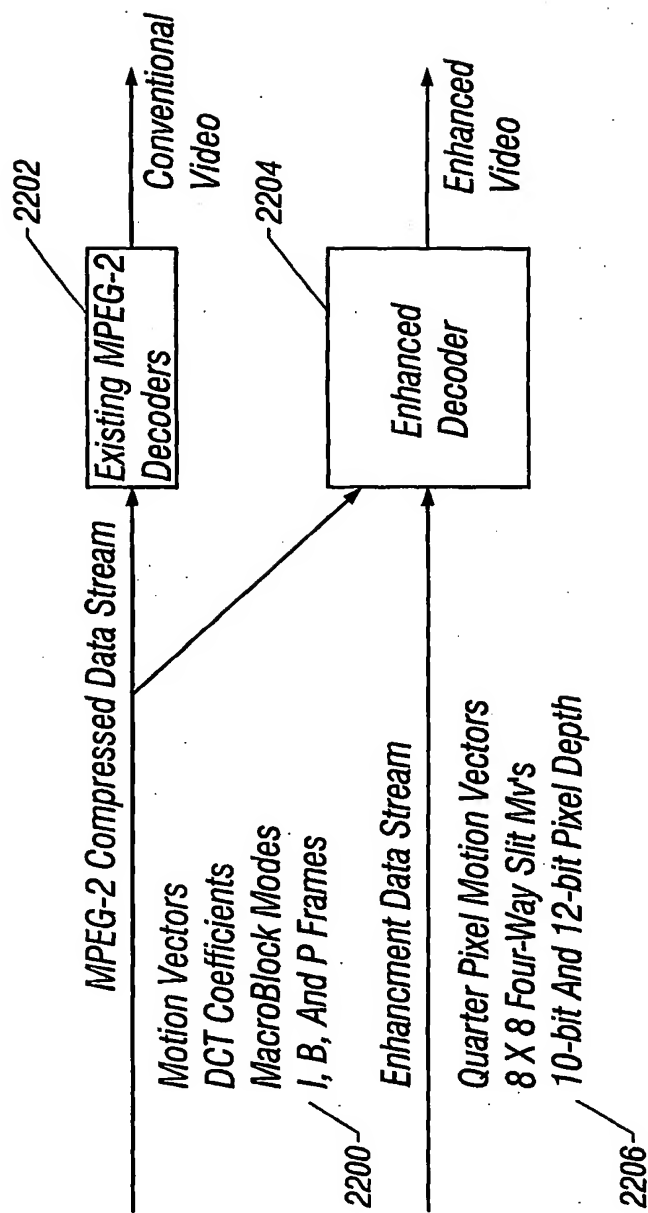 MPEG-2 Compressed Data Stream
Motion Vectors
DCT Coefficients
MacroBlock Modes
I, B, And P Frames
2200
Existing MPEG-2
Decoders
2202
Conventional
Video
Enhancment Data Stream
Quarter Pixel Motion Vectors
8 X 8 Four-Way Slit Mv's
10-bit And 12-bit Pixel Depth
2206
Enhanced
Decoder
2204
Enhanced
Video